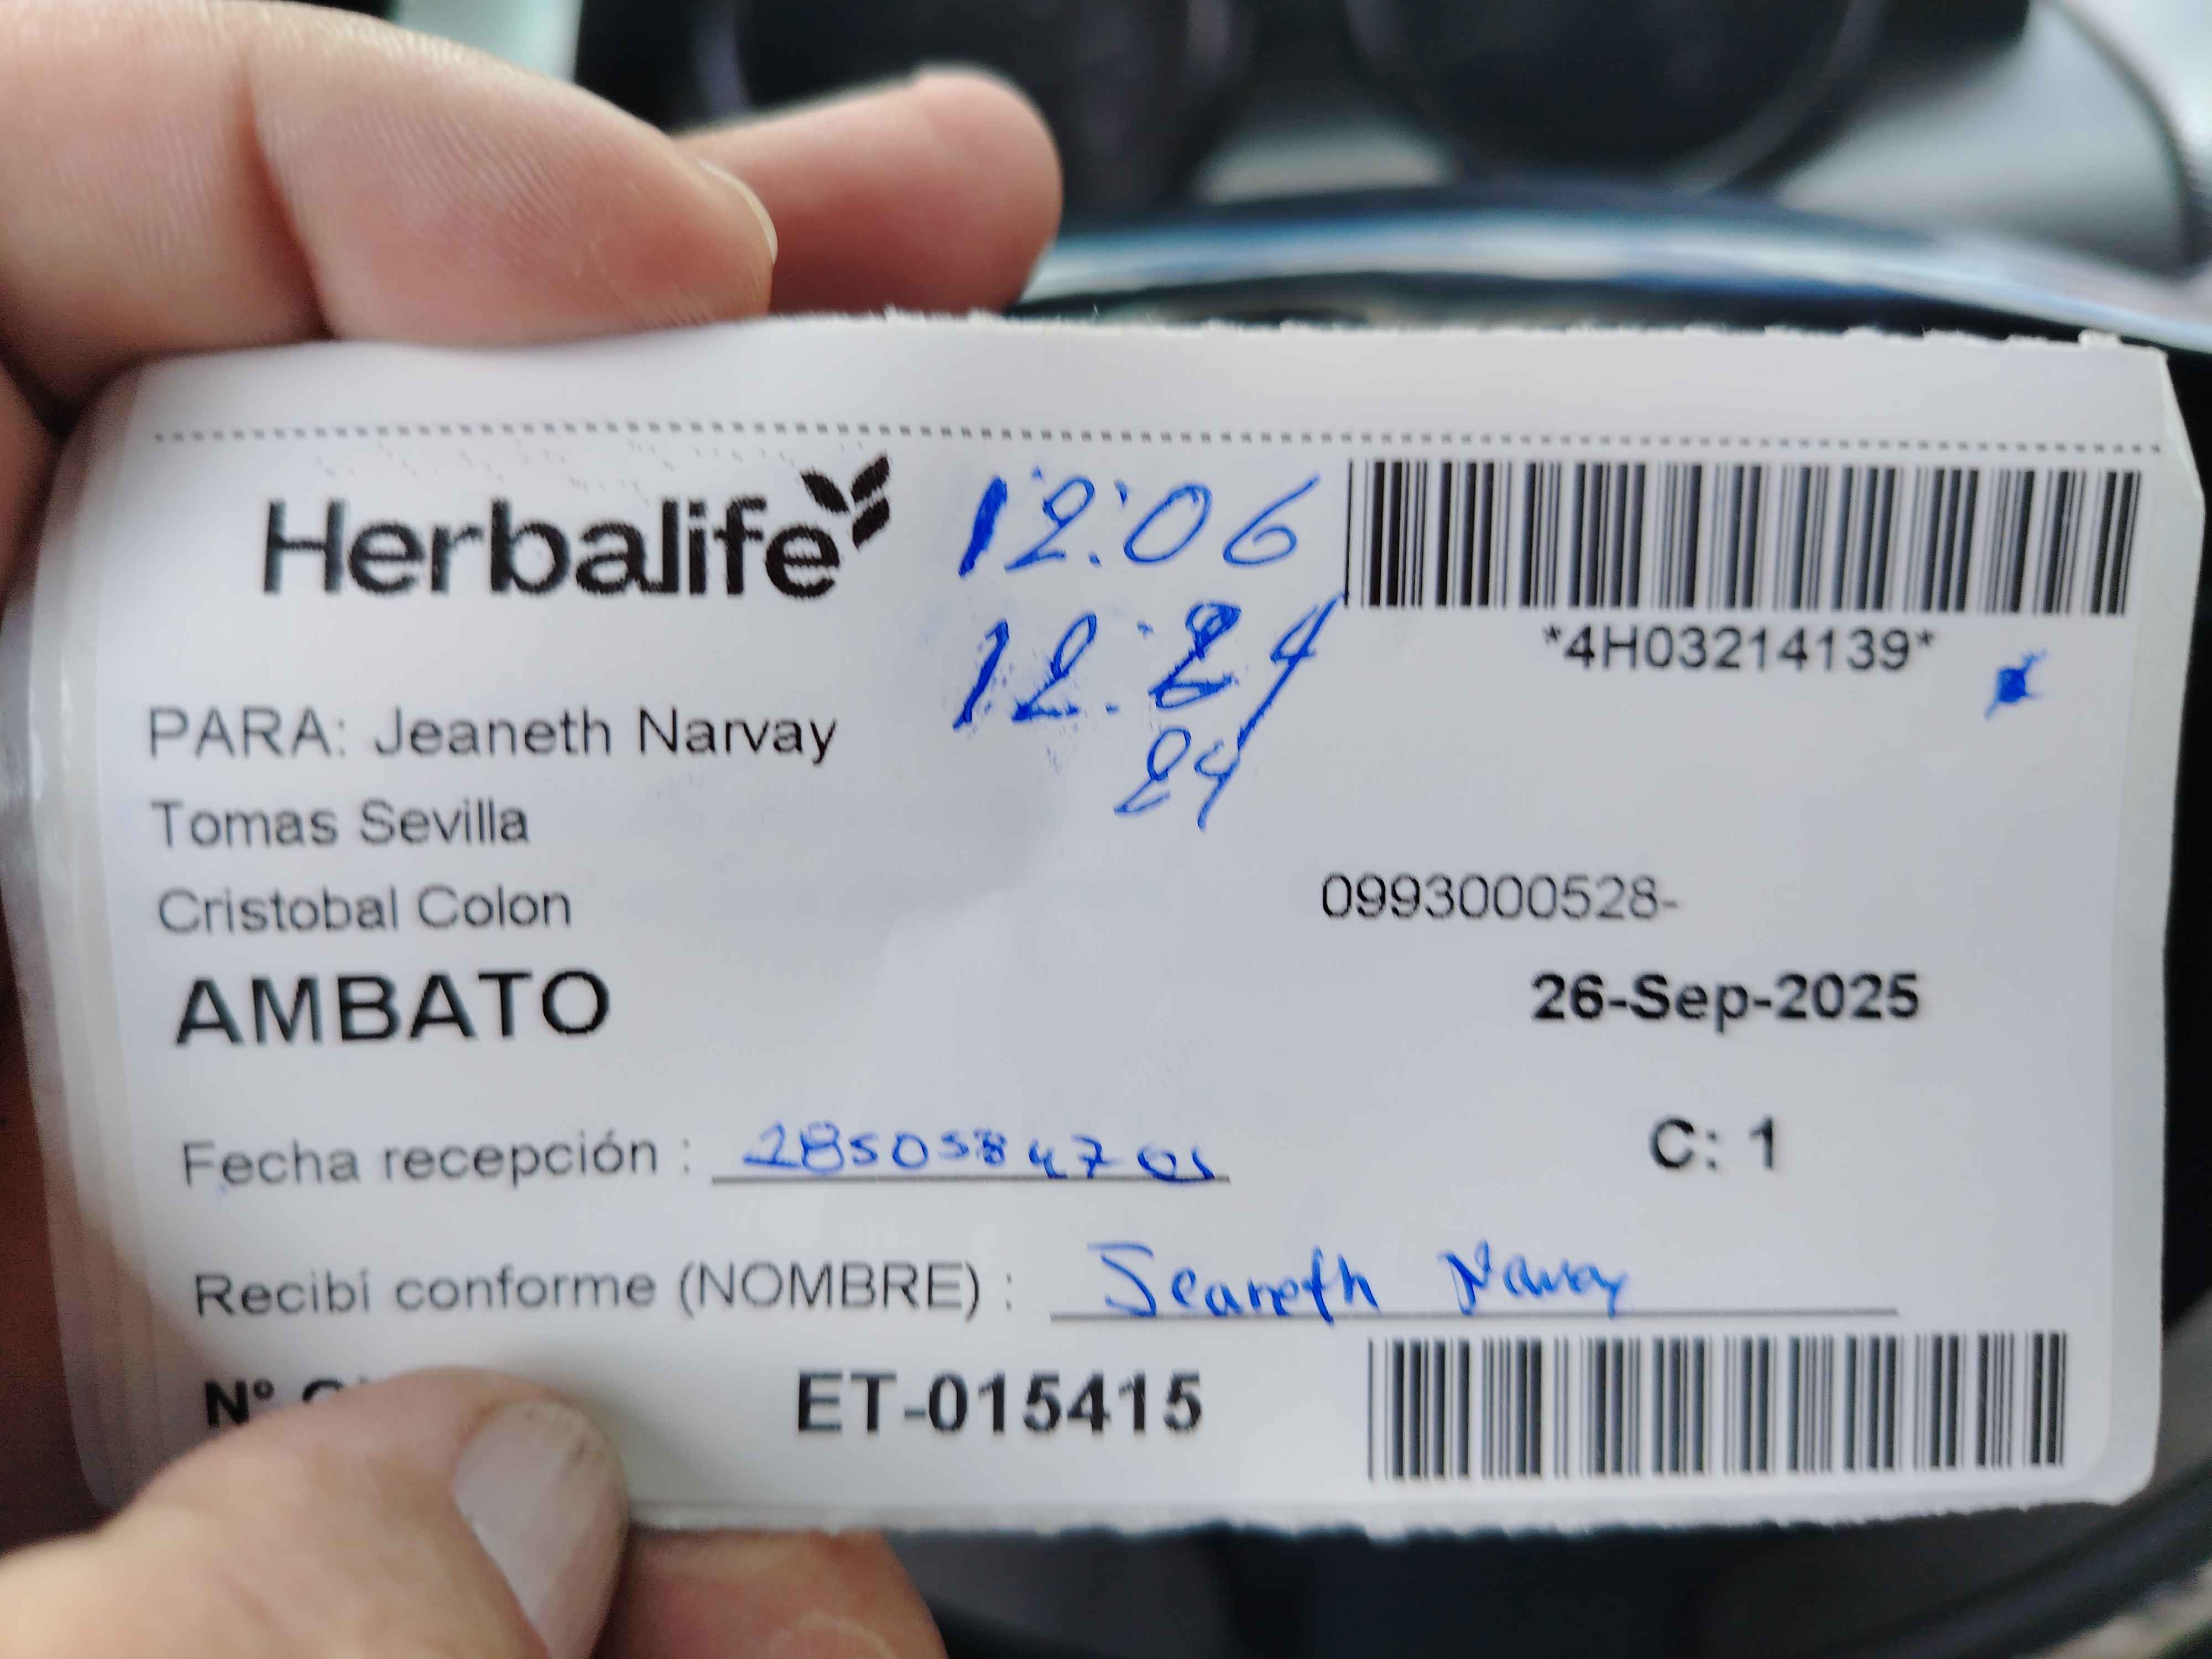 Herbalife
12:06
12:24
24
*4H03214139*
PARA: Jeaneth Narvay
Tomas Sevilla
Cristobal Colon
0993000528-
AMBATO
26-Sep-2025
C: 1
Fecha recepción :
Recibí conforme (NOMBRE) : Jeaneth Narvay
Nº
ET-015415